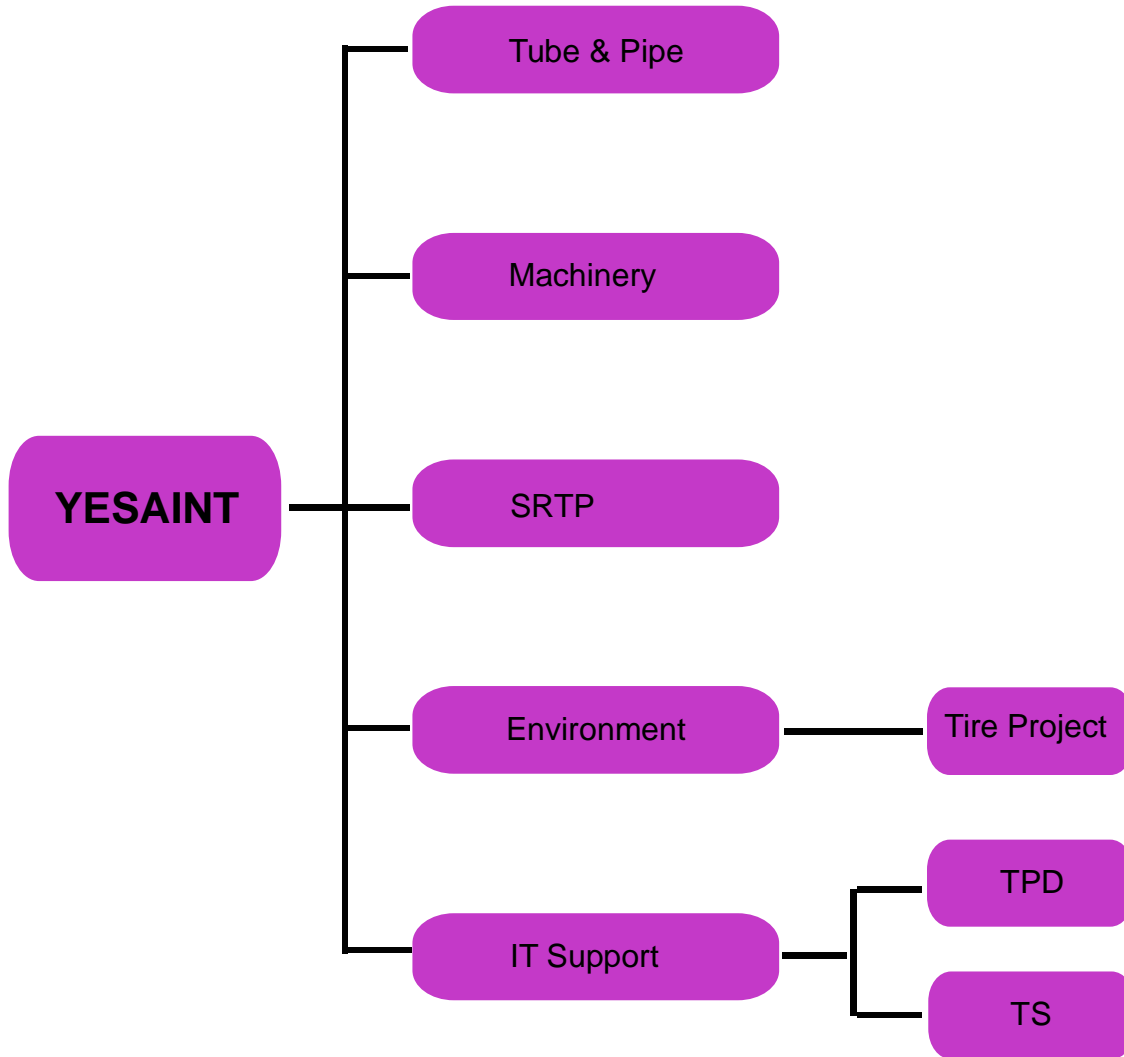 Tube & Pipe
Machinery
YESAINT
SRTP
Environment
Tire Project
TPD
IT Support
TS